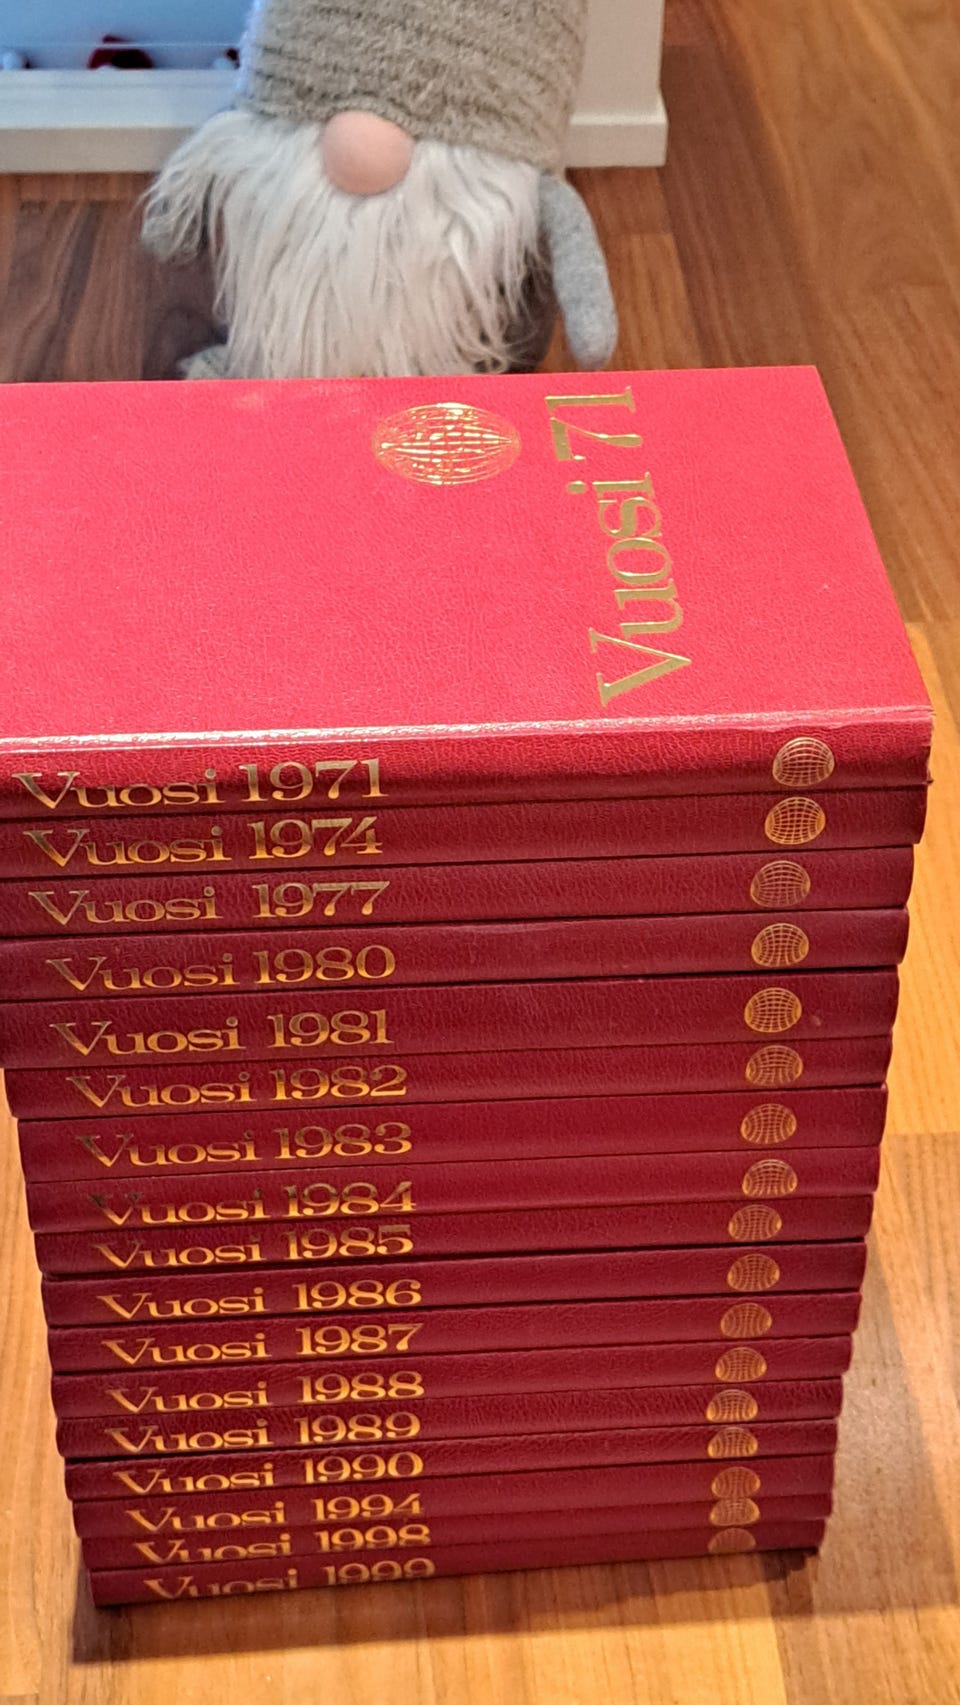 Vuosi 71
Vuosi 1971
Vuosi 1974
Vuosi 1977
Vuosi 1980
Vuosi 1981
Vuosi 1982
Vuosi 1983
Vuosi 1984
Vuosi 1985
Vuosi 1986
Vuosi 1987
Vuosi 1988
Vuosi 1989
Vuosi 1990
Vuosi 1994
Vuosi 1998
Vuosi 1999